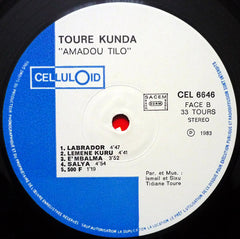 TOURE KUNDA
"AMADOU TILO"
CELLULOID
SACEM
CEL 6646
FACE B
33 TOURS
STEREO
℗ 1983
1. LABRADOR 4'47
2. LEMENE KURU 4'41
3. E'MBALMA 3'52
4. SALYA 4'54
5. 500 F 1'19
Par. et Mus. :
Ismaïl et Sixu
Tidiane Toure